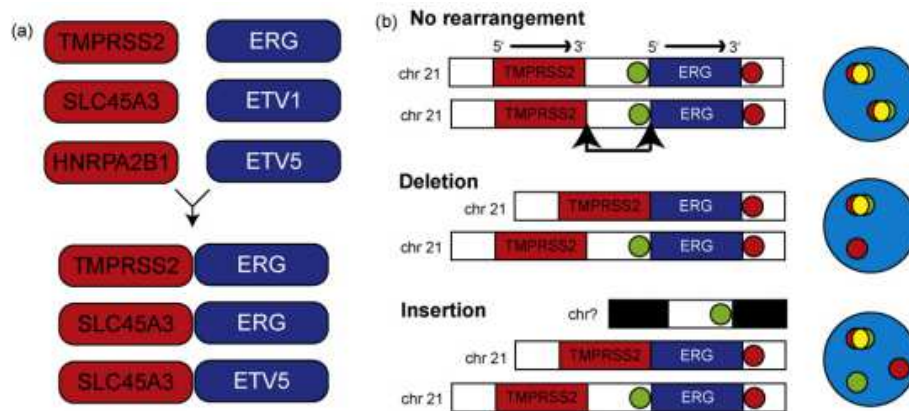 (a)
TMPRSS2 ERG
SLC45A3 ETV1
HNRPA2B1 ETV5
TMPRSS2 ERG
SLC45A3 ERG
SLC45A3 ETV5
(b) No rearrangement
5' 3' 5' 3'
chr 21 TMPRSS2 ERG
chr 21 TMPRSS2 ERG
Deletion
chr 21 TMPRSS2 ERG
chr 21 TMPRSS2 ERG
Insertion
chr?
chr 21 TMPRSS2 ERG
chr 21 TMPRSS2 ERG